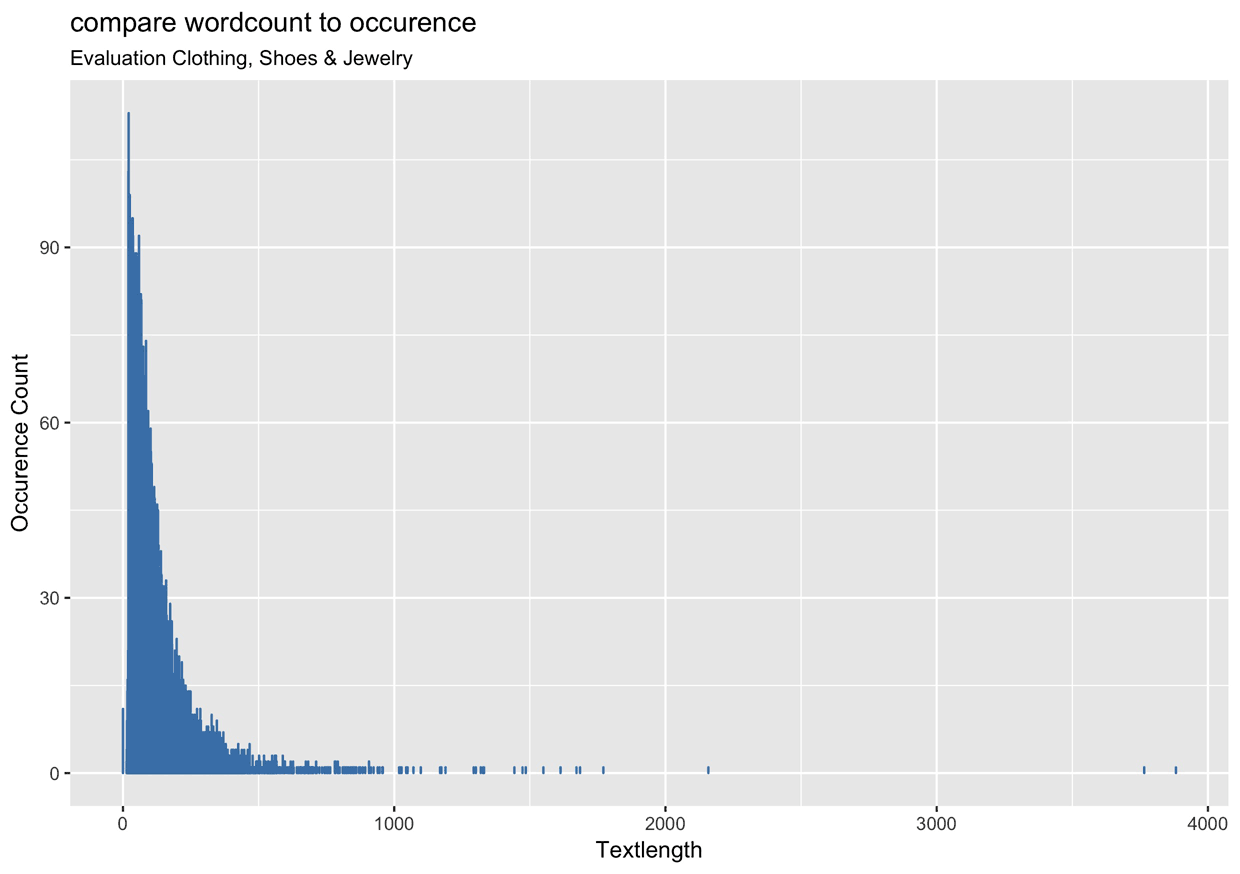 compare wordcount to occurence
Evaluation Clothing, Shoes & Jewelry
Occurence Count
90
60
30
0
0 1000 2000 3000 4000
Textlength